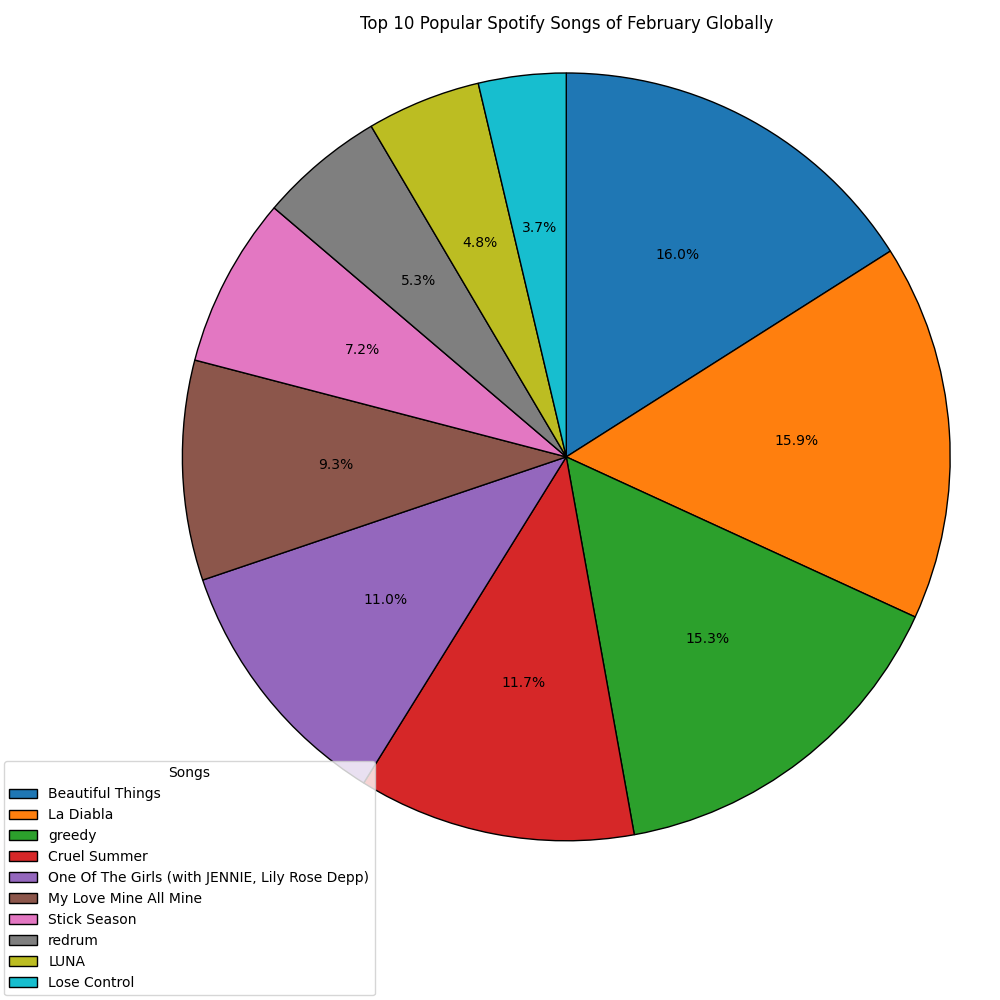 Top 10 Popular Spotify Songs of February Globally
3.7%
4.8%
16.0%
5.3%
7.2%
15.9%
9.3%
11.0%
15.3%
11.7%
Songs
Beautiful Things
La Diabla
greedy
Cruel Summer
One Of The Girls (with JENNIE, Lily Rose Depp)
My Love Mine All Mine
Stick Season
redrum
LUNA
Lose Control